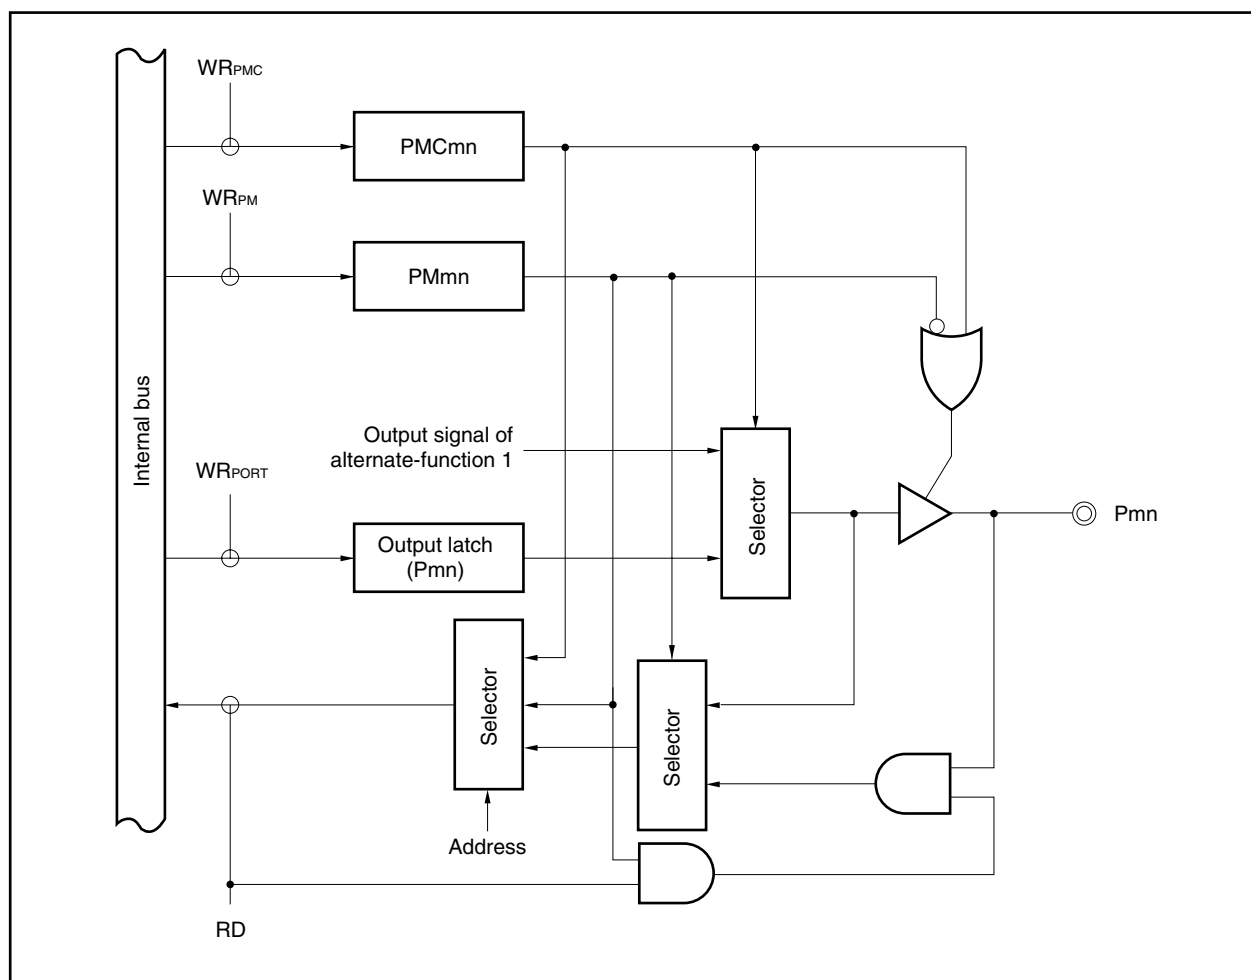 WRPMC
PMCmn
WRPM
PMmn
Internal bus
Output signal of
alternate-function 1
WRPORT
Output latch
(Pmn)
Selector
Pmn
Selector
Selector
Address
RD